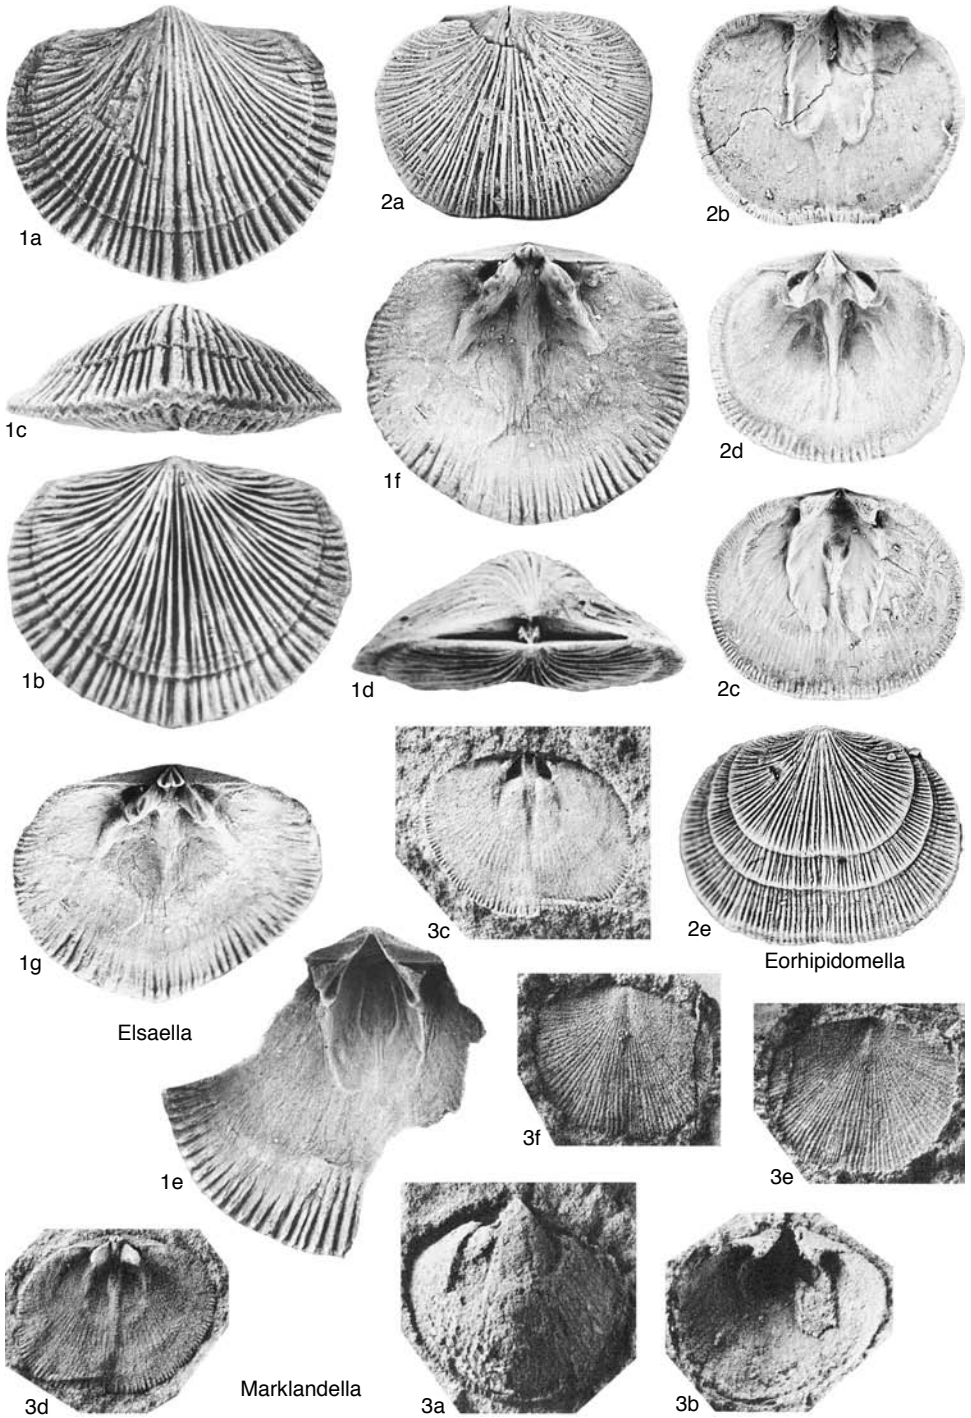 1a
2a
2b
1c
1f
2d
1b
1d
2c
1g
3c
2e
Eorhipidomella
Elsaella
1e
3f
3e
3d
Marklandella
3a
3b